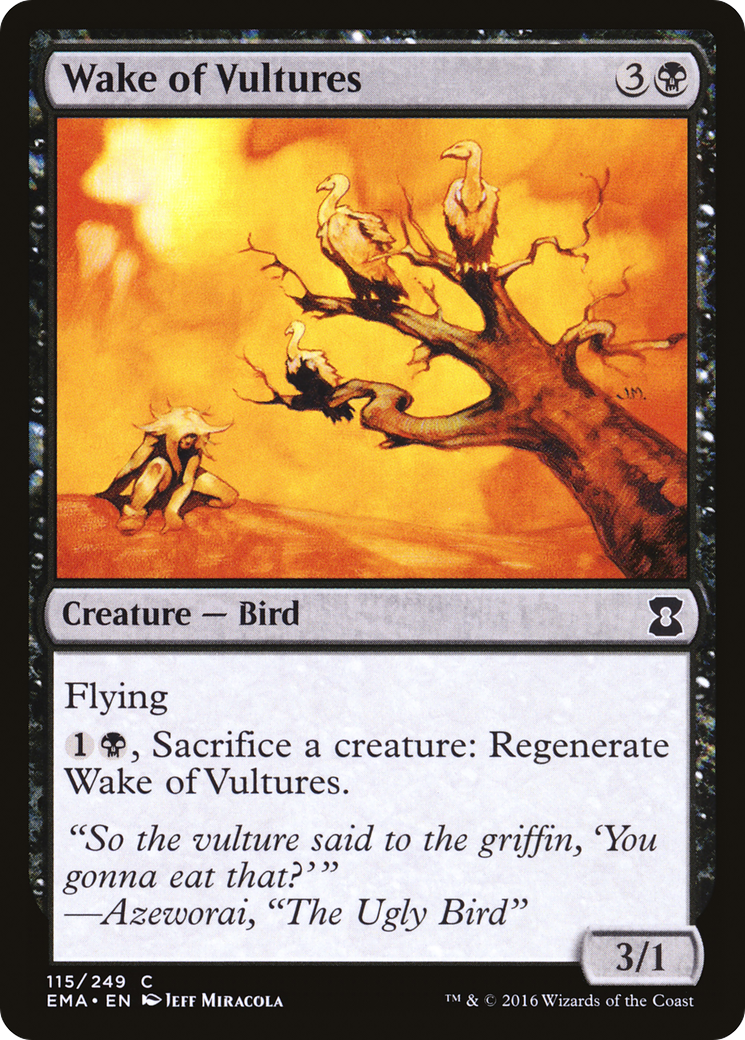 Wake of Vultures 3
J.M.
Creature — Bird
Flying
1, Sacrifice a creature: Regenerate
Wake of Vultures.
“So the vulture said to the griffin, ‘You
gonna eat that?’”
—Azeworai, “The Ugly Bird”
3/1
115/249 C
EMA • EN Jeff Miracola
™ & © 2016 Wizards of the Coast